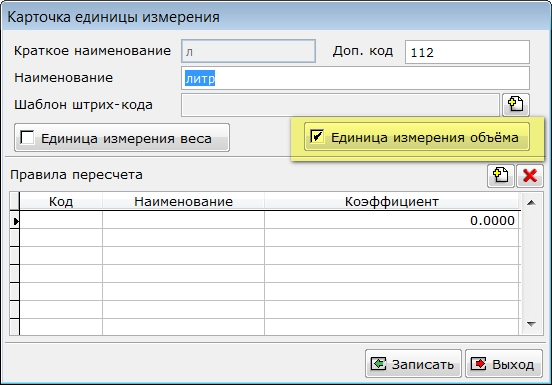 Карточка единицы измерения
Краткое наименование л Доп. код 112
Наименование литр
Шаблон штрих-кода
Единица измерения веса Единица измерения объёма
Правила пересчета
Код Наименование Коэффициент
0.0000
Записать Выход